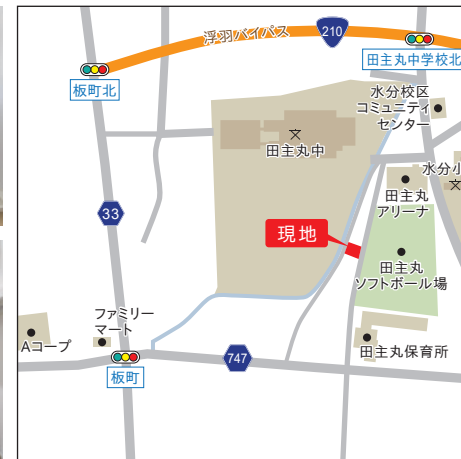 浮羽バイパス
210
田主丸中学校北
板町北
水分校区
コミュニティ
センター
田主丸中
水分小
田主丸
アリーナ
33
現地
田主丸
ソフトボール場
ファミリー
マート
Aコープ
747
田主丸保育所
板町